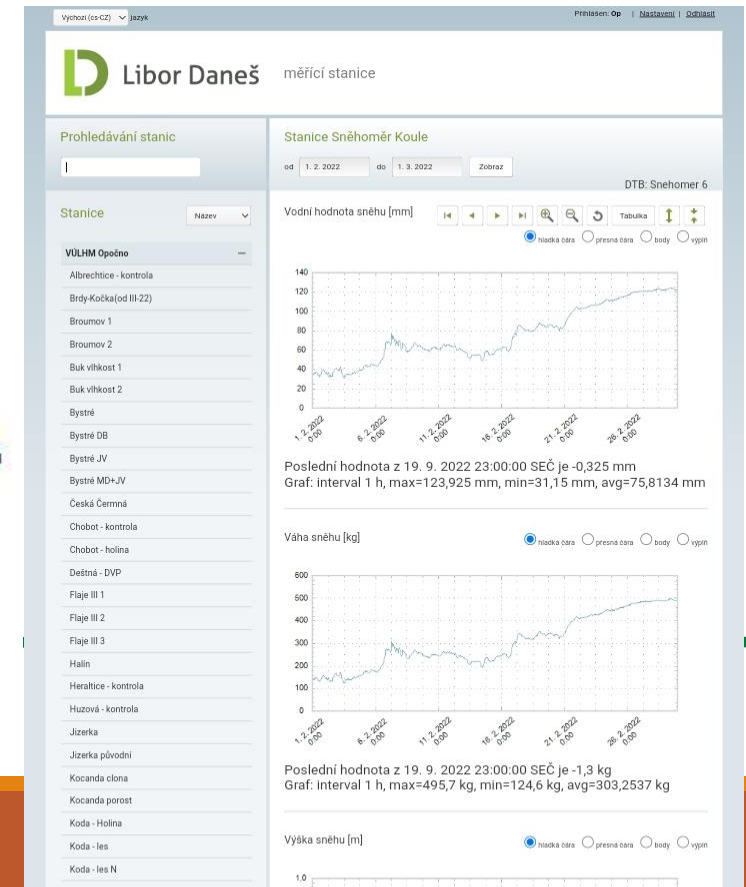 Výchozí (cs-CZ) jazyk
Přihlášen: Op | Nastavení | Odhlásit
Libor Daneš měřící stanice
Prohledávání stanic
Stanice Sněhoměr Koule
od 1. 2. 2022 do 1. 3. 2022 Zobraz
DTB: Snehomer 6
Stanice Název
VÚLHM Opočno
Albrechtice - kontrola
Brdy-Kočka(od III-22)
Broumov 1
Broumov 2
Buk vlhkost 1
Buk vlhkost 2
Bystré
Bystré DB
Bystré JV
Bystré MD+JV
Česká Čermná
Chobot - kontrola
Chobot - holina
Deštná - DVP
Flaje III 1
Flaje III 2
Flaje III 3
Halín
Heraltice - kontrola
Huzová - kontrola
Jizerka
Jizerka původní
Kocanda clona
Kocanda porost
Koda - Holina
Koda - les
Koda - les N
Vodní hodnota sněhu [mm]
Tabulka
hladká čára přesná čára body výplň
140
120
100
80
60
40
20
0
1. 2. 2022 0:00
6. 2. 2022 0:00
11. 2. 2022 0:00
16. 2. 2022 0:00
21. 2. 2022 0:00
26. 2. 2022 0:00
Poslední hodnota z 19. 9. 2022 23:00:00 SEČ je -0,325 mm
Graf: interval 1 h, max=123,925 mm, min=31,15 mm, avg=75,8134 mm
Váha sněhu [kg]
hladká čára přesná čára body výplň
600
500
400
300
200
100
0
1. 2. 2022 0:00
6. 2. 2022 0:00
11. 2. 2022 0:00
16. 2. 2022 0:00
21. 2. 2022 0:00
26. 2. 2022 0:00
Poslední hodnota z 19. 9. 2022 23:00:00 SEČ je -1,3 kg
Graf: interval 1 h, max=495,7 kg, min=124,6 kg, avg=303,2537 kg
Výška sněhu [m]
hladká čára přesná čára body výplň
1,0